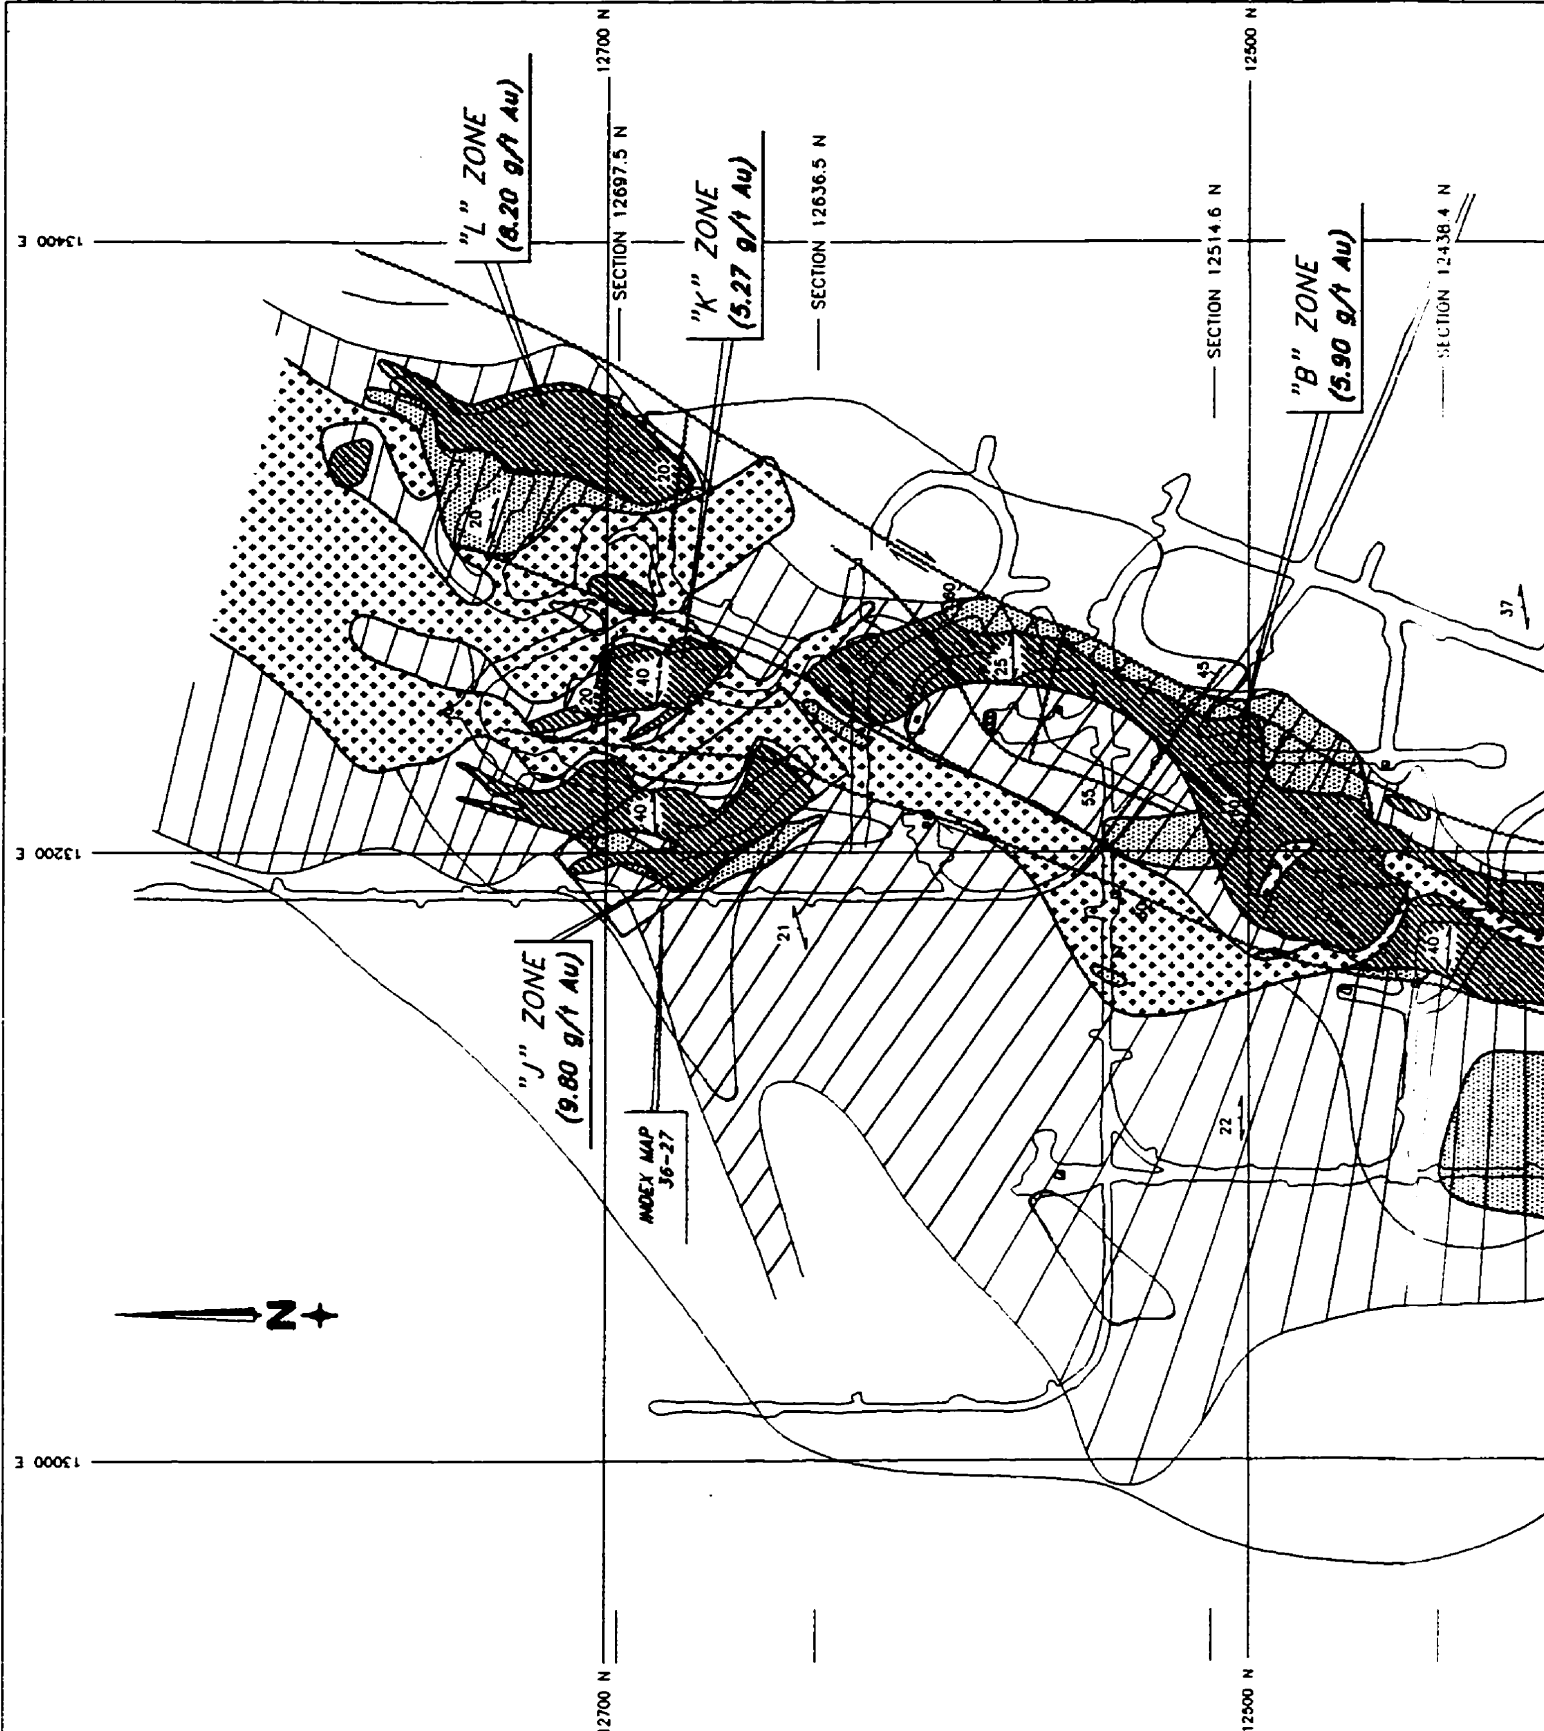 12700 N
12500 N
13400 E
"L" ZONE
(8.20 g/t Au)
SECTION 12697.5 N
"K" ZONE
(5.27 g/t Au)
SECTION 12636.5 N
SECTION 12514.6 N
"B" ZONE
(5.90 g/t Au)
SECTION 12438.4 N
20
20
60
37
20
40
25
45
40
55
13200 E
21
40
"J" ZONE
(9.80 g/t Au)
INDEX MAP
36-27
22
N
13000 E
12700 N
12500 N